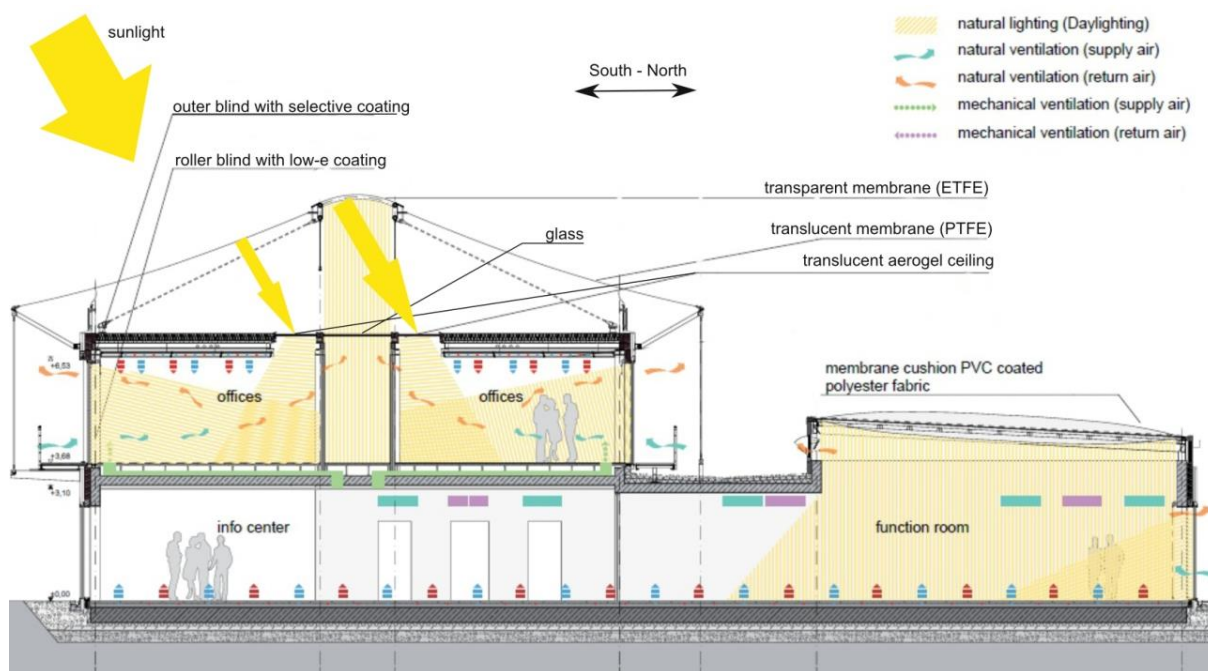 sunlight
natural lighting (Daylighting)
natural ventilation (supply air)
natural ventilation (return air)
mechanical ventilation (supply air)
mechanical ventilation (return air)
South - North
outer blind with selective coating
roller blind with low-e coating
transparent membrane (ETFE)
translucent membrane (PTFE)
glass
translucent aerogel ceiling
membrane cushion PVC coated
polyester fabric
+6,53
offices
offices
+3,68
+3,10
info center
function room
±0,00